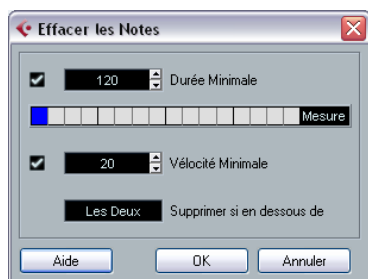 Effacer les Notes
120 Durée Minimale
Mesure
20 Vélocité Minimale
Les Deux Supprimer si en dessous de
Aide OK Annuler